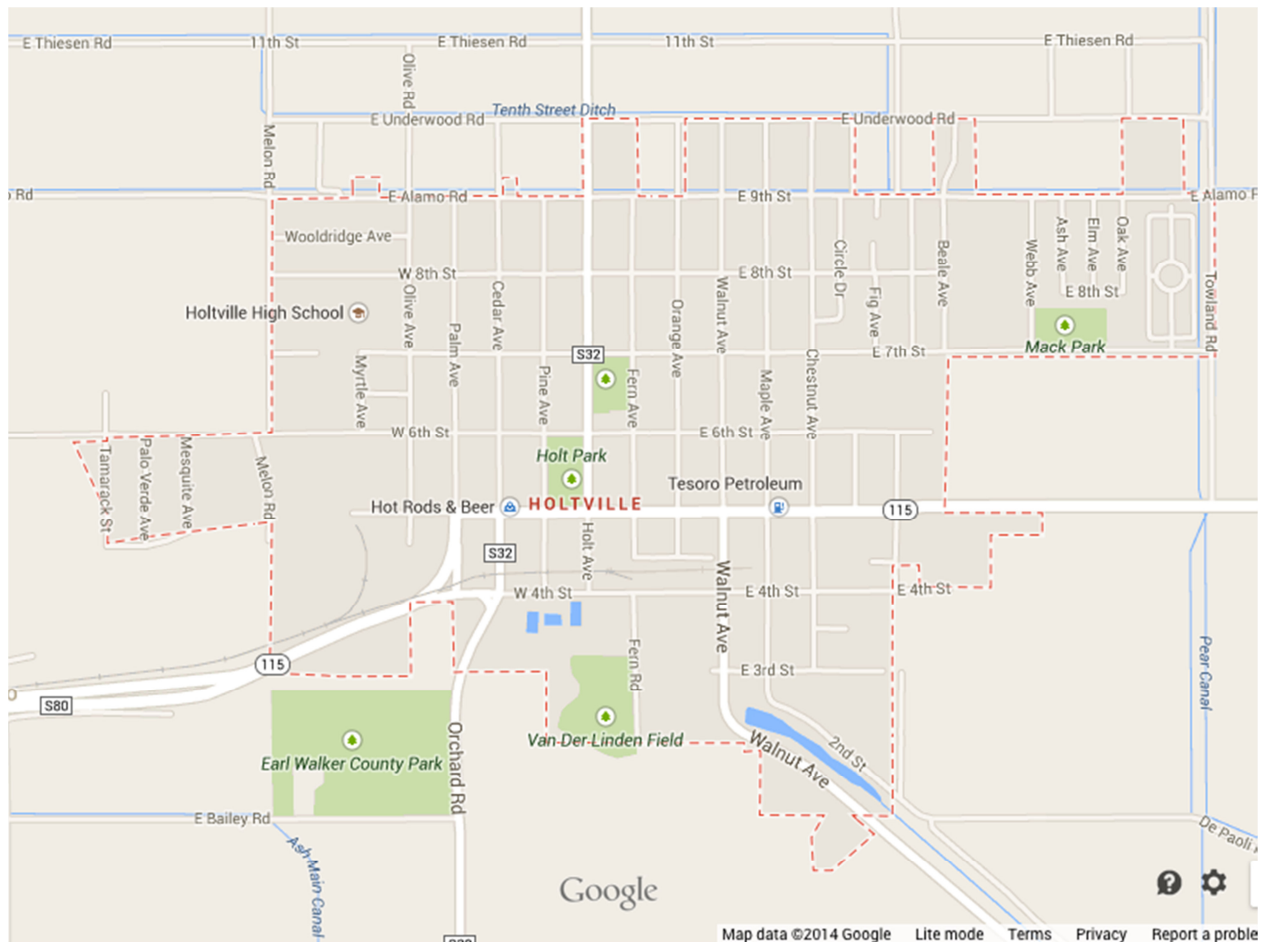 E Thiesen Rd
11th St
E Thiesen Rd
11th St
E Thiesen Rd
Olive Rd
Tenth Street Ditch
E Underwood Rd
E Underwood Rd
Melon Rd
Rd
E Alamo Rd
E 9th St
E Alamo R
Wooldridge Ave
W 8th St
E 8th St
Circle Dr
Beale Ave
Webb Ave
Ash Ave
Elm Ave
Oak Ave
E 8th St
Towland Rd
Holtville High School
Olive Ave
Cedar Ave
Orange Ave
Walnut Ave
Fig Ave
Palm Ave
S32
E 7th St
Mack Park
Myrtle Ave
Pine Ave
Fern Ave
Maple Ave
Chestnut Ave
W 6th St
E 6th St
Holt Park
Tamarack St
Palo Verde Ave
Mesquite Ave
Melon Rd
Tesoro Petroleum
Hot Rods & Beer
HOLTVILLE
115
S32
Holt Ave
W 4th St
Walnut Ave
E 4th St
E 4th St
Fern Rd
E 3rd St
115
S80
Pear Canal
Orchard Rd
Van Der Linden Field
Earl Walker County Park
Walnut Ave
2nd St
E Bailey Rd
De Paoli
Ash Main Canal
Google
Map data ©2014 Google
Lite mode
Terms
Privacy
Report a proble